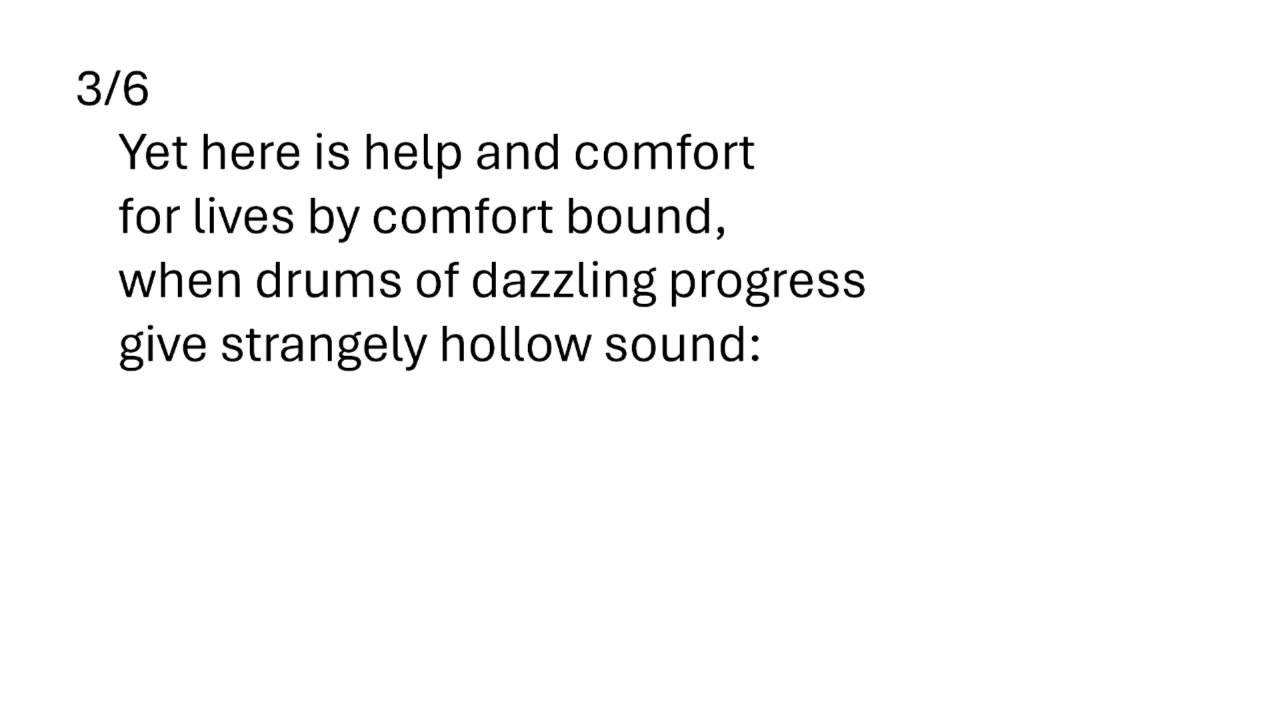 3/6
Yet here is help and comfort
for lives by comfort bound,
when drums of dazzling progress
give strangely hollow sound: